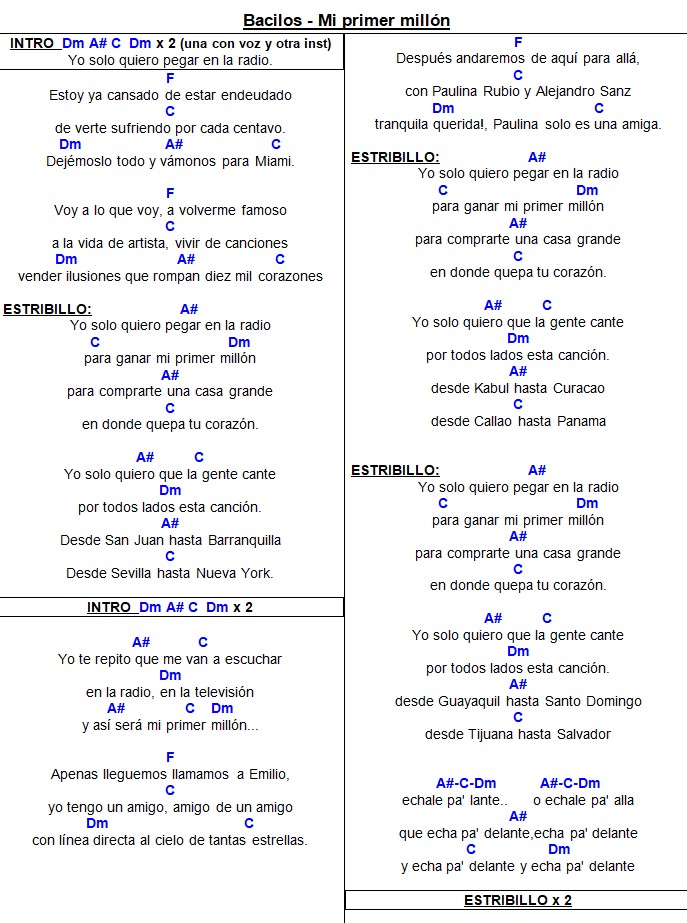 Bacilos - Mi primer millón
INTRO Dm A# C Dm x 2 (una con voz y otra inst)
Yo solo quiero pegar en la radio.
F
Estoy ya cansado de estar endeudado
C
de verte sufriendo por cada centavo.
Dm A# C
Dejémoslo todo y vámonos para Miami.
F
Voy a lo que voy, a volverme famoso
C
a la vida de artista, vivir de canciones
Dm A# C
vender ilusiones que rompan diez mil corazones
ESTRIBILLO: A#
Yo solo quiero pegar en la radio
C Dm
para ganar mi primer millón
A#
para comprarte una casa grande
C
en donde quepa tu corazón.
A# C
Yo solo quiero que la gente cante
Dm
por todos lados esta canción.
A#
Desde San Juan hasta Barranquilla
C
Desde Sevilla hasta Nueva York.
INTRO Dm A# C Dm x 2
A# C
Yo te repito que me van a escuchar
Dm
en la radio, en la televisión
A# C Dm
y así será mi primer millón...
F
Apenas lleguemos llamamos a Emilio,
C
yo tengo un amigo, amigo de un amigo
Dm C
con línea directa al cielo de tantas estrellas.
F
Después andaremos de aquí para allá,
C
con Paulina Rubio y Alejandro Sanz
Dm C
tranquila querida!, Paulina solo es una amiga.
ESTRIBILLO: A#
Yo solo quiero pegar en la radio
C Dm
para ganar mi primer millón
A#
para comprarte una casa grande
C
en donde quepa tu corazón.
A# C
Yo solo quiero que la gente cante
Dm
por todos lados esta canción.
A#
desde Kabul hasta Curacao
C
desde Callao hasta Panama
ESTRIBILLO: A#
Yo solo quiero pegar en la radio
C Dm
para ganar mi primer millón
A#
para comprarte una casa grande
C
en donde quepa tu corazón.
A# C
Yo solo quiero que la gente cante
Dm
por todos lados esta canción.
A#
desde Guayaquil hasta Santo Domingo
C
desde Tijuana hasta Salvador
A#-C-Dm A#-C-Dm
echale pa' lante.. o echale pa' alla
A#
que echa pa' delante,echa pa' delante
C Dm
y echa pa' delante y echa pa' delante
ESTRIBILLO x 2